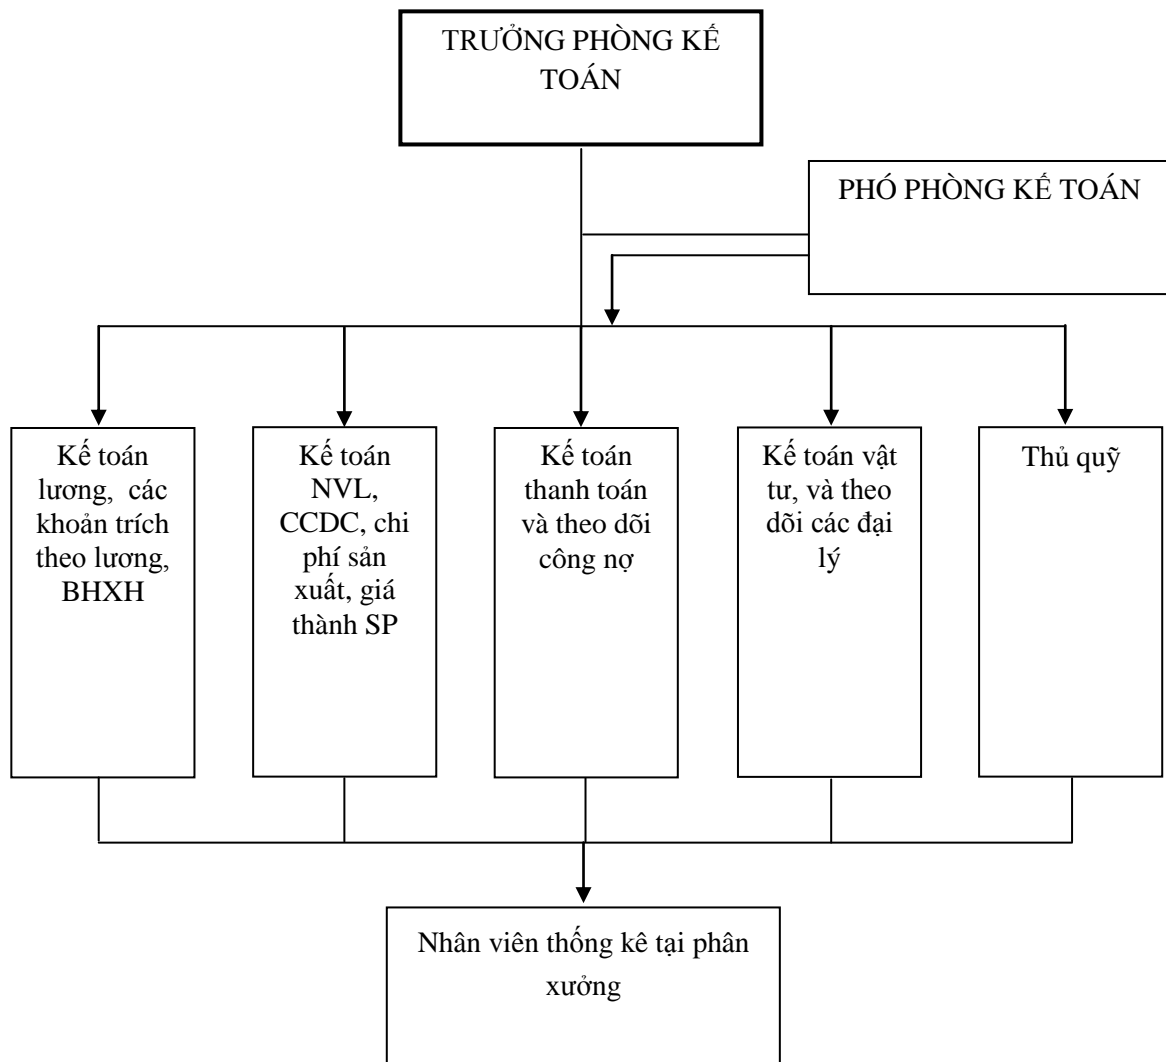 TRƯỞNG PHÒNG KẾ
TOÁN
PHÓ PHÒNG KẾ TOÁN
Kế toán
lương, các
khoản trích
theo lương,
BHXH
Kế toán
NVL,
CCDC, chi
phí sản
xuất, giá
thành SP
Kế toán
thanh toán
và theo dõi
công nợ
Kế toán vật
tư, và theo
dõi các đại
lý
Thủ quỹ
Nhân viên thống kê tại phân
xưởng